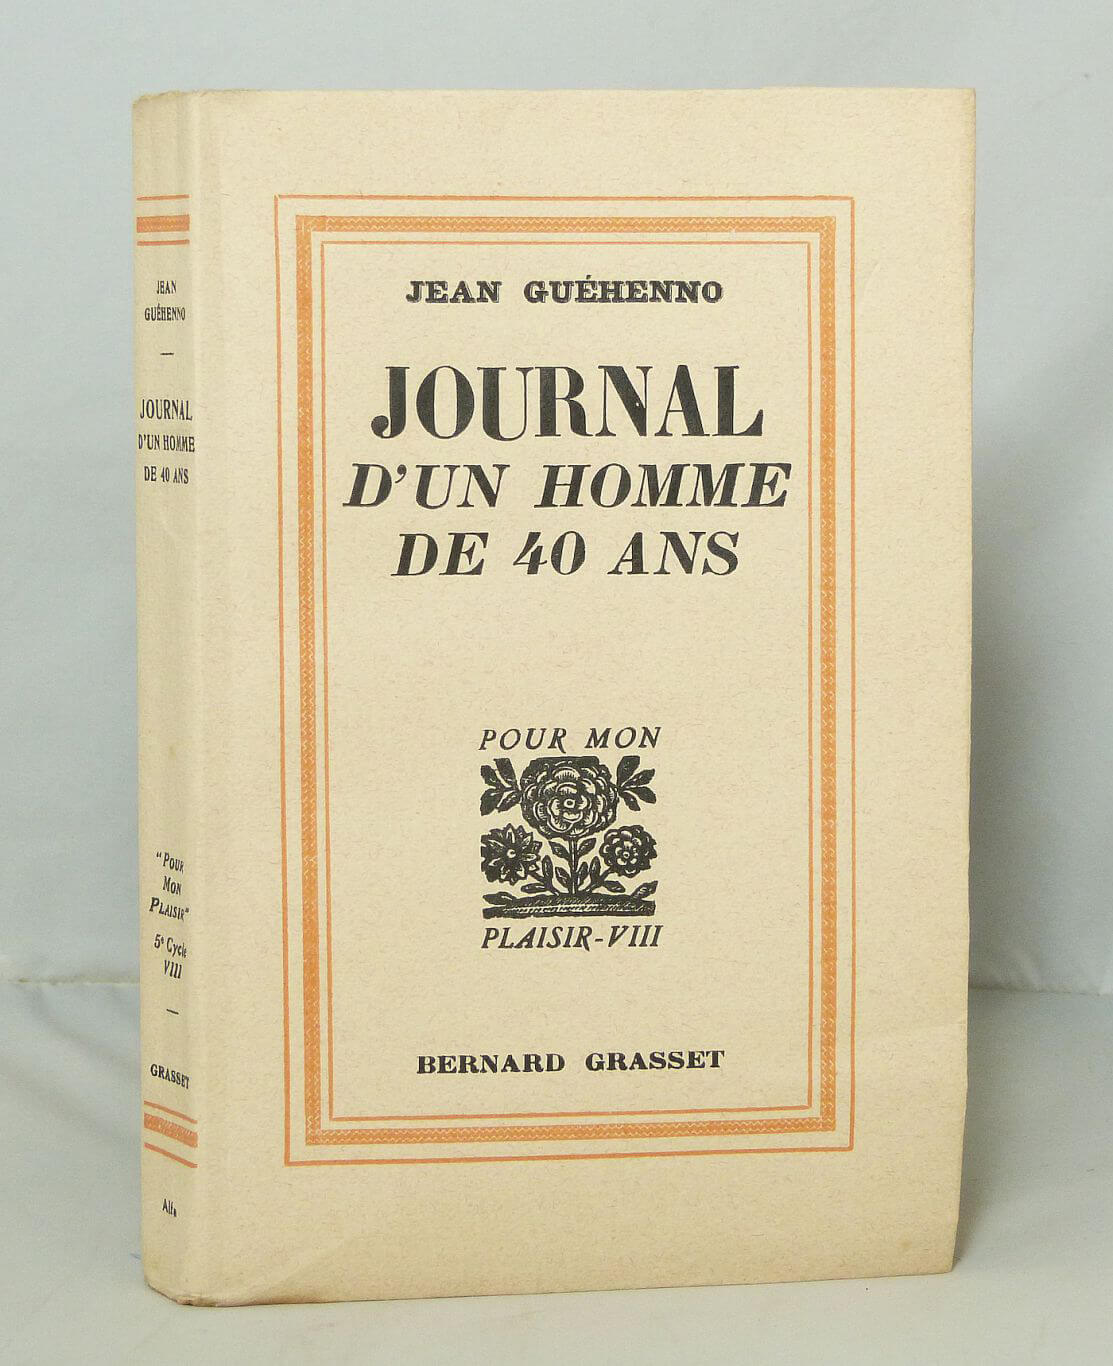 JEAN
GUÉHENNO
—
JOURNAL
D'UN HOMME
DE 40 ANS
"POUR
MON
PLAISIR"
5e Cycle
VIII
—
GRASSET
Alfa
JEAN GUÉHENNO
JOURNAL
D'UN HOMME
DE 40 ANS
POUR MON
PLAISIR-VIII
BERNARD GRASSET